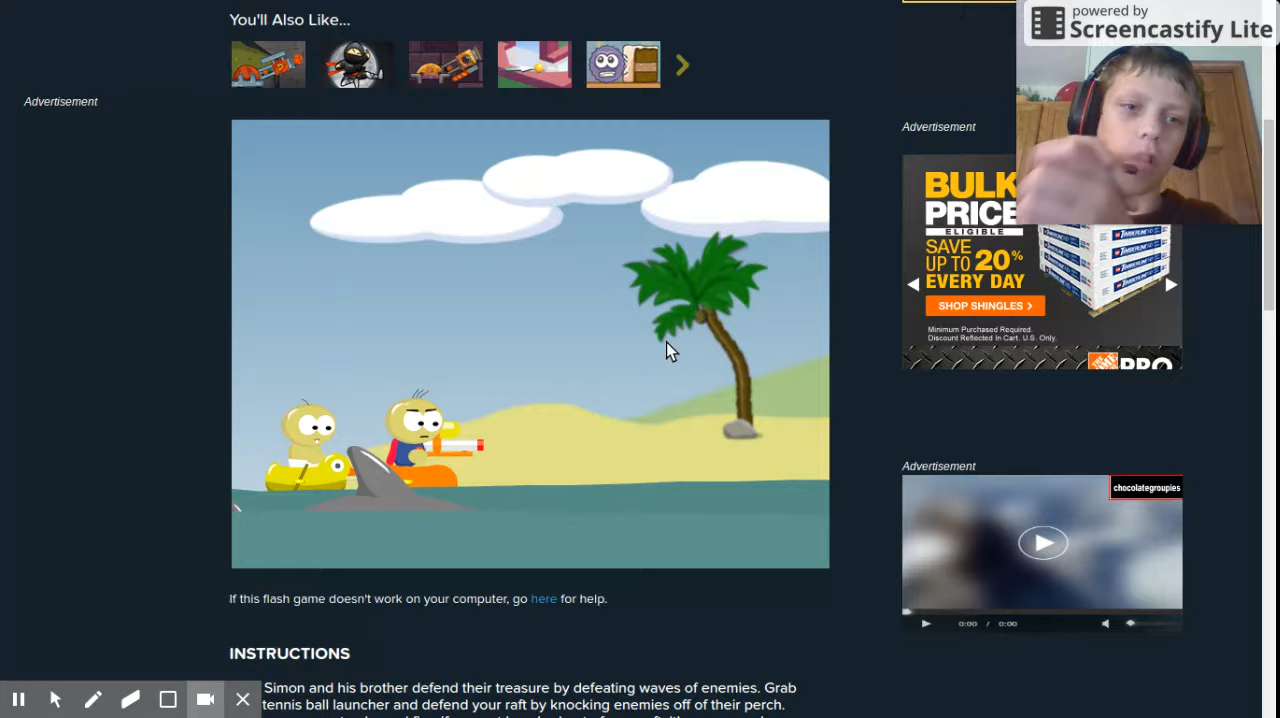 You'll Also Like...
powered by
Screencastify Lite
Advertisement
Advertisement
BULK
PRICE
ELIGIBLE
SAVE
UP TO 20%
EVERY DAY
SHOP SHINGLES >
Minimum Purchased Required.
Discount Reflected In Cart. U.S. Only.
THE HOME
PRO
Advertisement
chocolategroupies
0:00 / 0:00
If this flash game doesn't work on your computer, go here for help.
INSTRUCTIONS
Simon and his brother defend their treasure by defeating waves of enemies. Grab
tennis ball launcher and defend your raft by knocking enemies off of their perch.